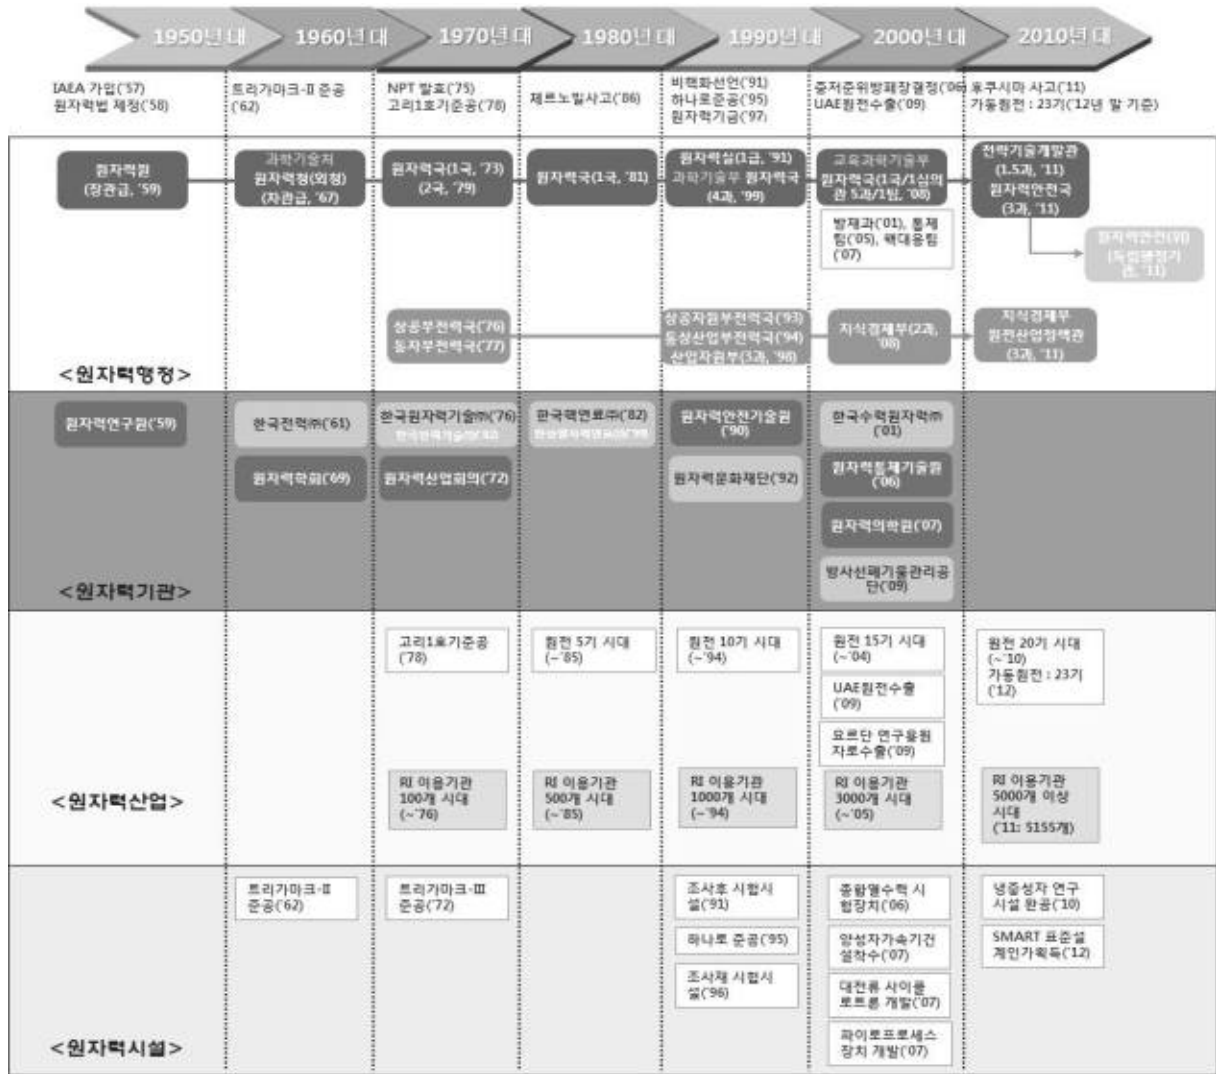 1950년대
1960년대
1970년대
1980년대
1990년대
2000년대
2010년대
IAEA 가입('57)
원자력법 제정('58)
트리가마크-II 준공
('62)
NPT 발효('75)
고리1호기준공('78)
체르노빌사고('86)
비핵화선언('91)
하나로준공('95)
원자력기금('97)
중저준위방폐장결정('06)
UAE원전수출('09)
후쿠시마 사고('11)
가동원전 : 23기('12년 말 기준)
원자력원
(장관급, '59)
과학기술처
원자력청(외청)
(차관급, '67)
원자력국(1국, '73)
(2국, '79)
원자력국(1국, '81)
원자력실(1급, '91)
과학기술부 원자력국
(4과, '99)
교육과학기술부
원자력국(1국/1심의
관 5과/1팀, '08)
전략기술개발관
(1.5과, '11)
원자력안전국
(3과, '11)
방재과('01), 통제
팀('05), 핵대응팀
('07)
원자력안전(위)
(독립행정기
관, '11)
상공부전력국('76)
동자부전력국('77)
상공자원부전력국('93)
통상산업부전력국('94)
산업자원부(3과, '98)
지식경제부(2과,
'08)
지식경제부
원전산업정책관
(3과, '11)
<원자력행정>
원자력연구원('59)
한국전력㈜('61)
한국원자력기술㈜('76)
한국핵연료㈜('82)
원자력안전기술원
('90)
한국수력원자력㈜
('01)
원자력학회('69)
원자력산업회의('72)
원자력문화재단('92)
원자력통제기술원
('06)
원자력의학원('07)
방사선폐기물관리공
단('09)
<원자력기관>
고리1호기준공
('78)
원전 5기 시대
(~'85)
원전 10기 시대
(~'94)
원전 15기 시대
(~'04)
원전 20기 시대
(~'10)
가동원전 : 23기
('12)
UAE원전수출
('09)
요르단 연구용원
자로수출('09)
<원자력산업>
RI 이용기관
100개 시대
(~'76)
RI 이용기관
500개 시대
(~'85)
RI 이용기관
1000개 시대
(~'94)
RI 이용기관
3000개 시대
(~'05)
RI 이용기관
5000개 이상
시대
('11: 5155개)
트리가마크-II
준공('62)
트리가마크-III
준공('72)
조사후 시험시
설('91)
하나로 준공('95)
조사재 시험시
설('96)
종합열수력 시
험장치('06)
양성자가속기건
설착수('07)
대전류 사이클
로트론 개발('07)
파이로프로세스
장치 개발('07)
냉중성자 연구
시설 완공('10)
SMART 표준설
계인가획득('12)
<원자력시설>